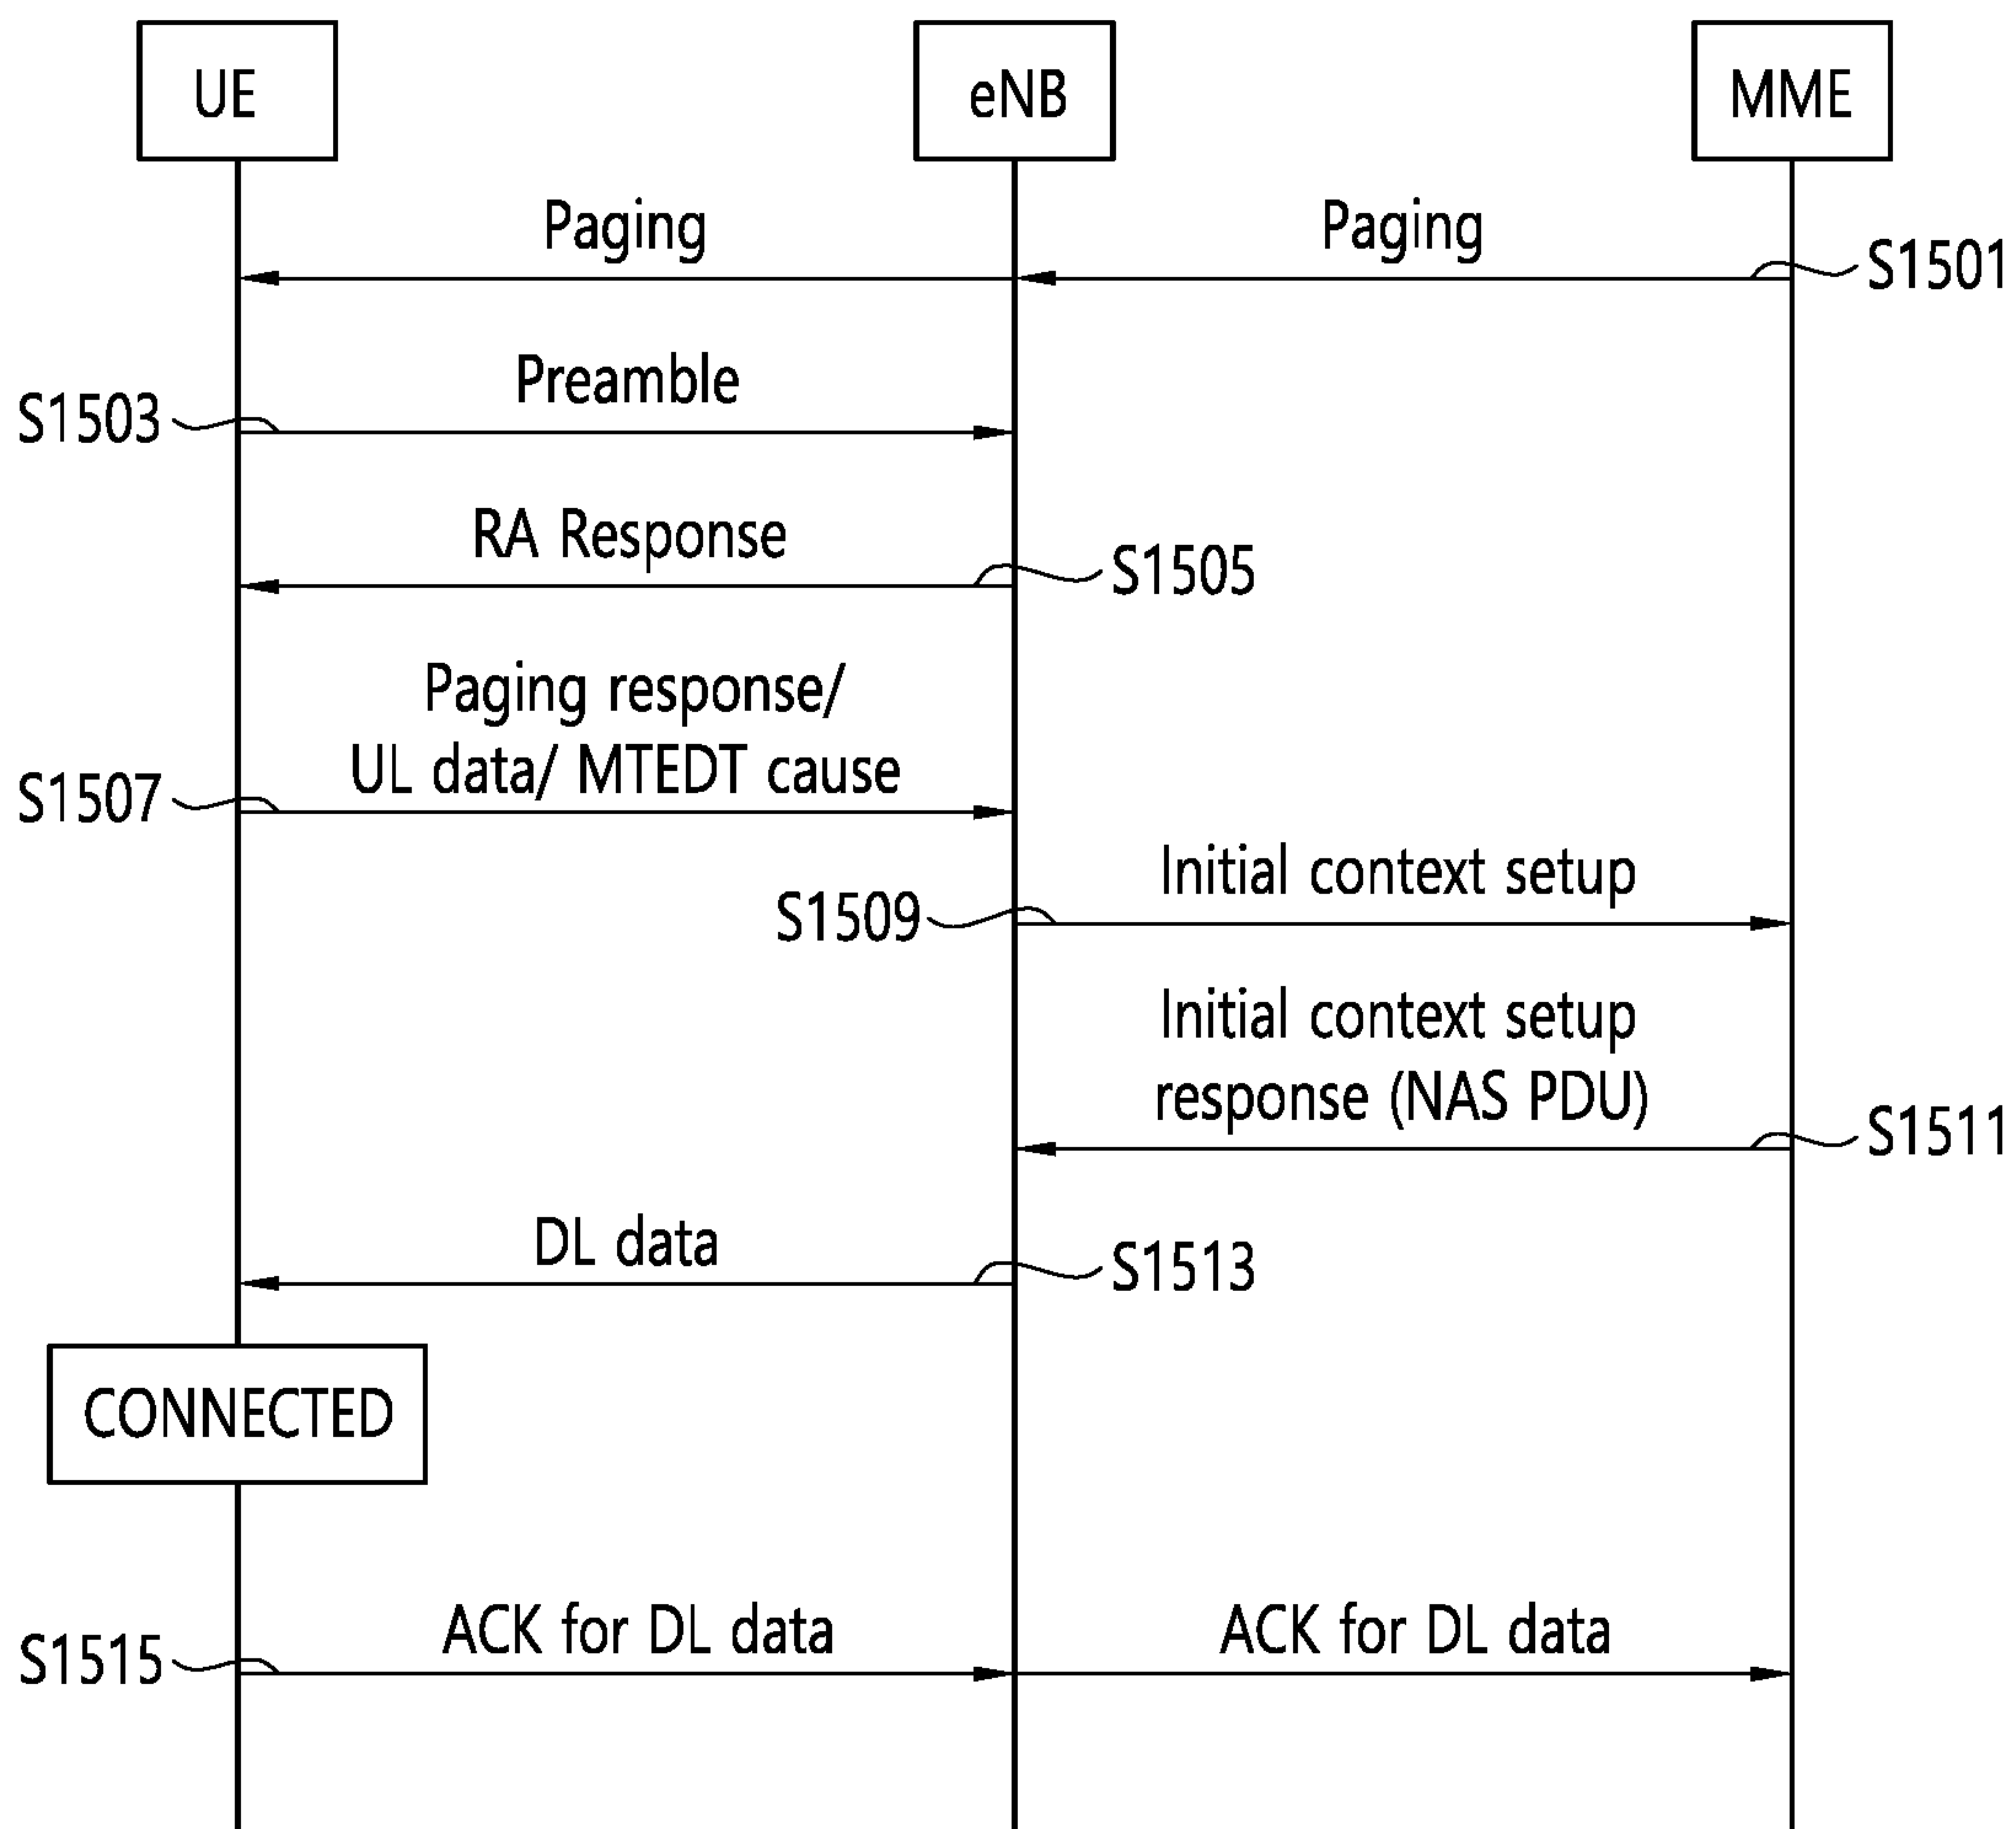 UE
eNB
MME
Paging
Paging
S1501
Preamble
S1503
RA Response
S1505
Paging response/
UL data/ MTEDT cause
S1507
Initial context setup
S1509
Initial context setup
response (NAS PDU)
S1511
DL data
S1513
CONNECTED
ACK for DL data
ACK for DL data
S1515